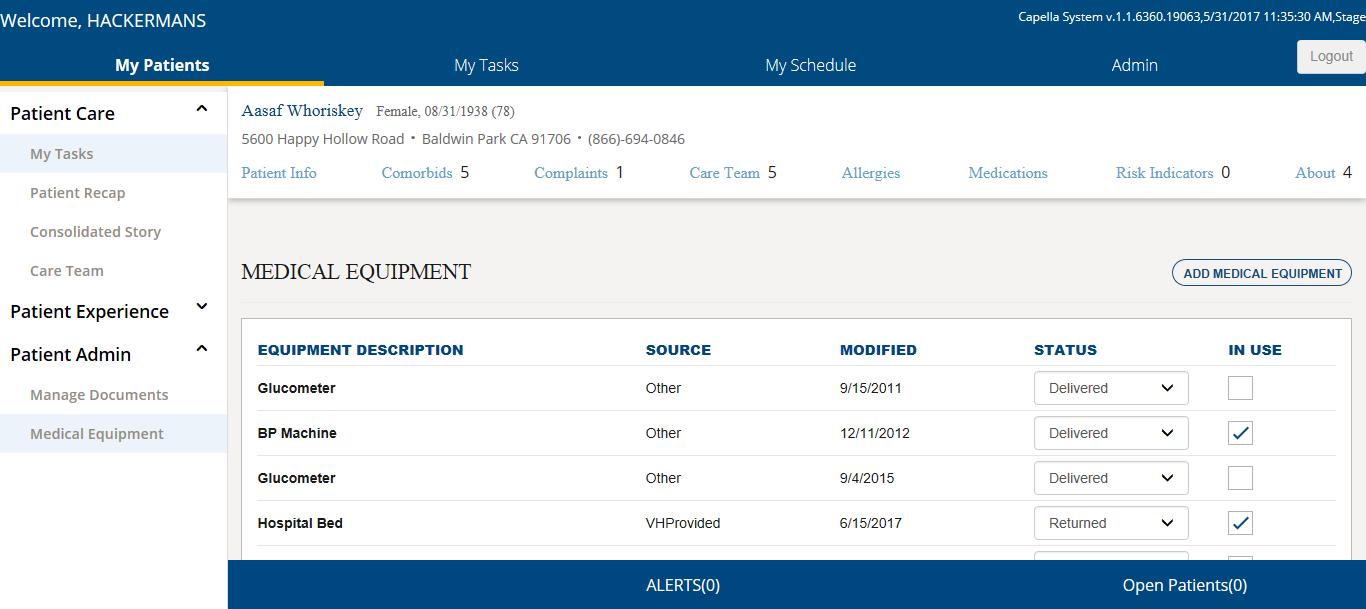 Welcome, HACKERMANS
Capella System v.1.1.6360.19063,5/31/2017 11:35:30 AM,Stage
My Patients My Tasks My Schedule Admin Logout
Patient Care
My Tasks
Patient Recap
Consolidated Story
Care Team
Patient Experience
Patient Admin
Manage Documents
Medical Equipment
Aasaf Whoriskey Female, 08/31/1938 (78)
5600 Happy Hollow Road • Baldwin Park CA 91706 • (866)-694-0846
Patient Info Comorbids 5 Complaints 1 Care Team 5 Allergies Medications Risk Indicators 0 About 4
MEDICAL EQUIPMENT ADD MEDICAL EQUIPMENT
EQUIPMENT DESCRIPTION SOURCE MODIFIED STATUS IN USE
Glucometer Other 9/15/2011 Delivered
BP Machine Other 12/11/2012 Delivered
Glucometer Other 9/4/2015 Delivered
Hospital Bed VHProvided 6/15/2017 Returned
ALERTS(0) Open Patients(0)